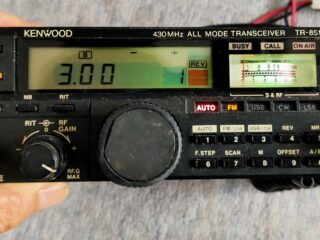 KENWOOD 430MHz ALL MODE TRANSCEIVER TR-851
BUSY CALL ON AIR
B REV
3.00 - 1
S & RF
NB RIT AUTO FM USB CW LSB
RIT RF GAIN AUTO FM/LSB USB/CW REV
0 1 2 3 4
F.STEP SCAN M OFFSET A/
RF.G MAX 6 7 8 9